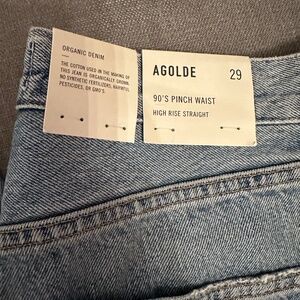 ORGANIC DENIM
THE COTTON USED IN THE MAKING OF
THIS JEAN IS ORGANICALLY GROWN.
NO SYNTHETIC FERTILIZERS, HARMFUL
PESTICIDES, OR GMO'S.
AGOLDE 29
90'S PINCH WAIST
HIGH RISE STRAIGHT